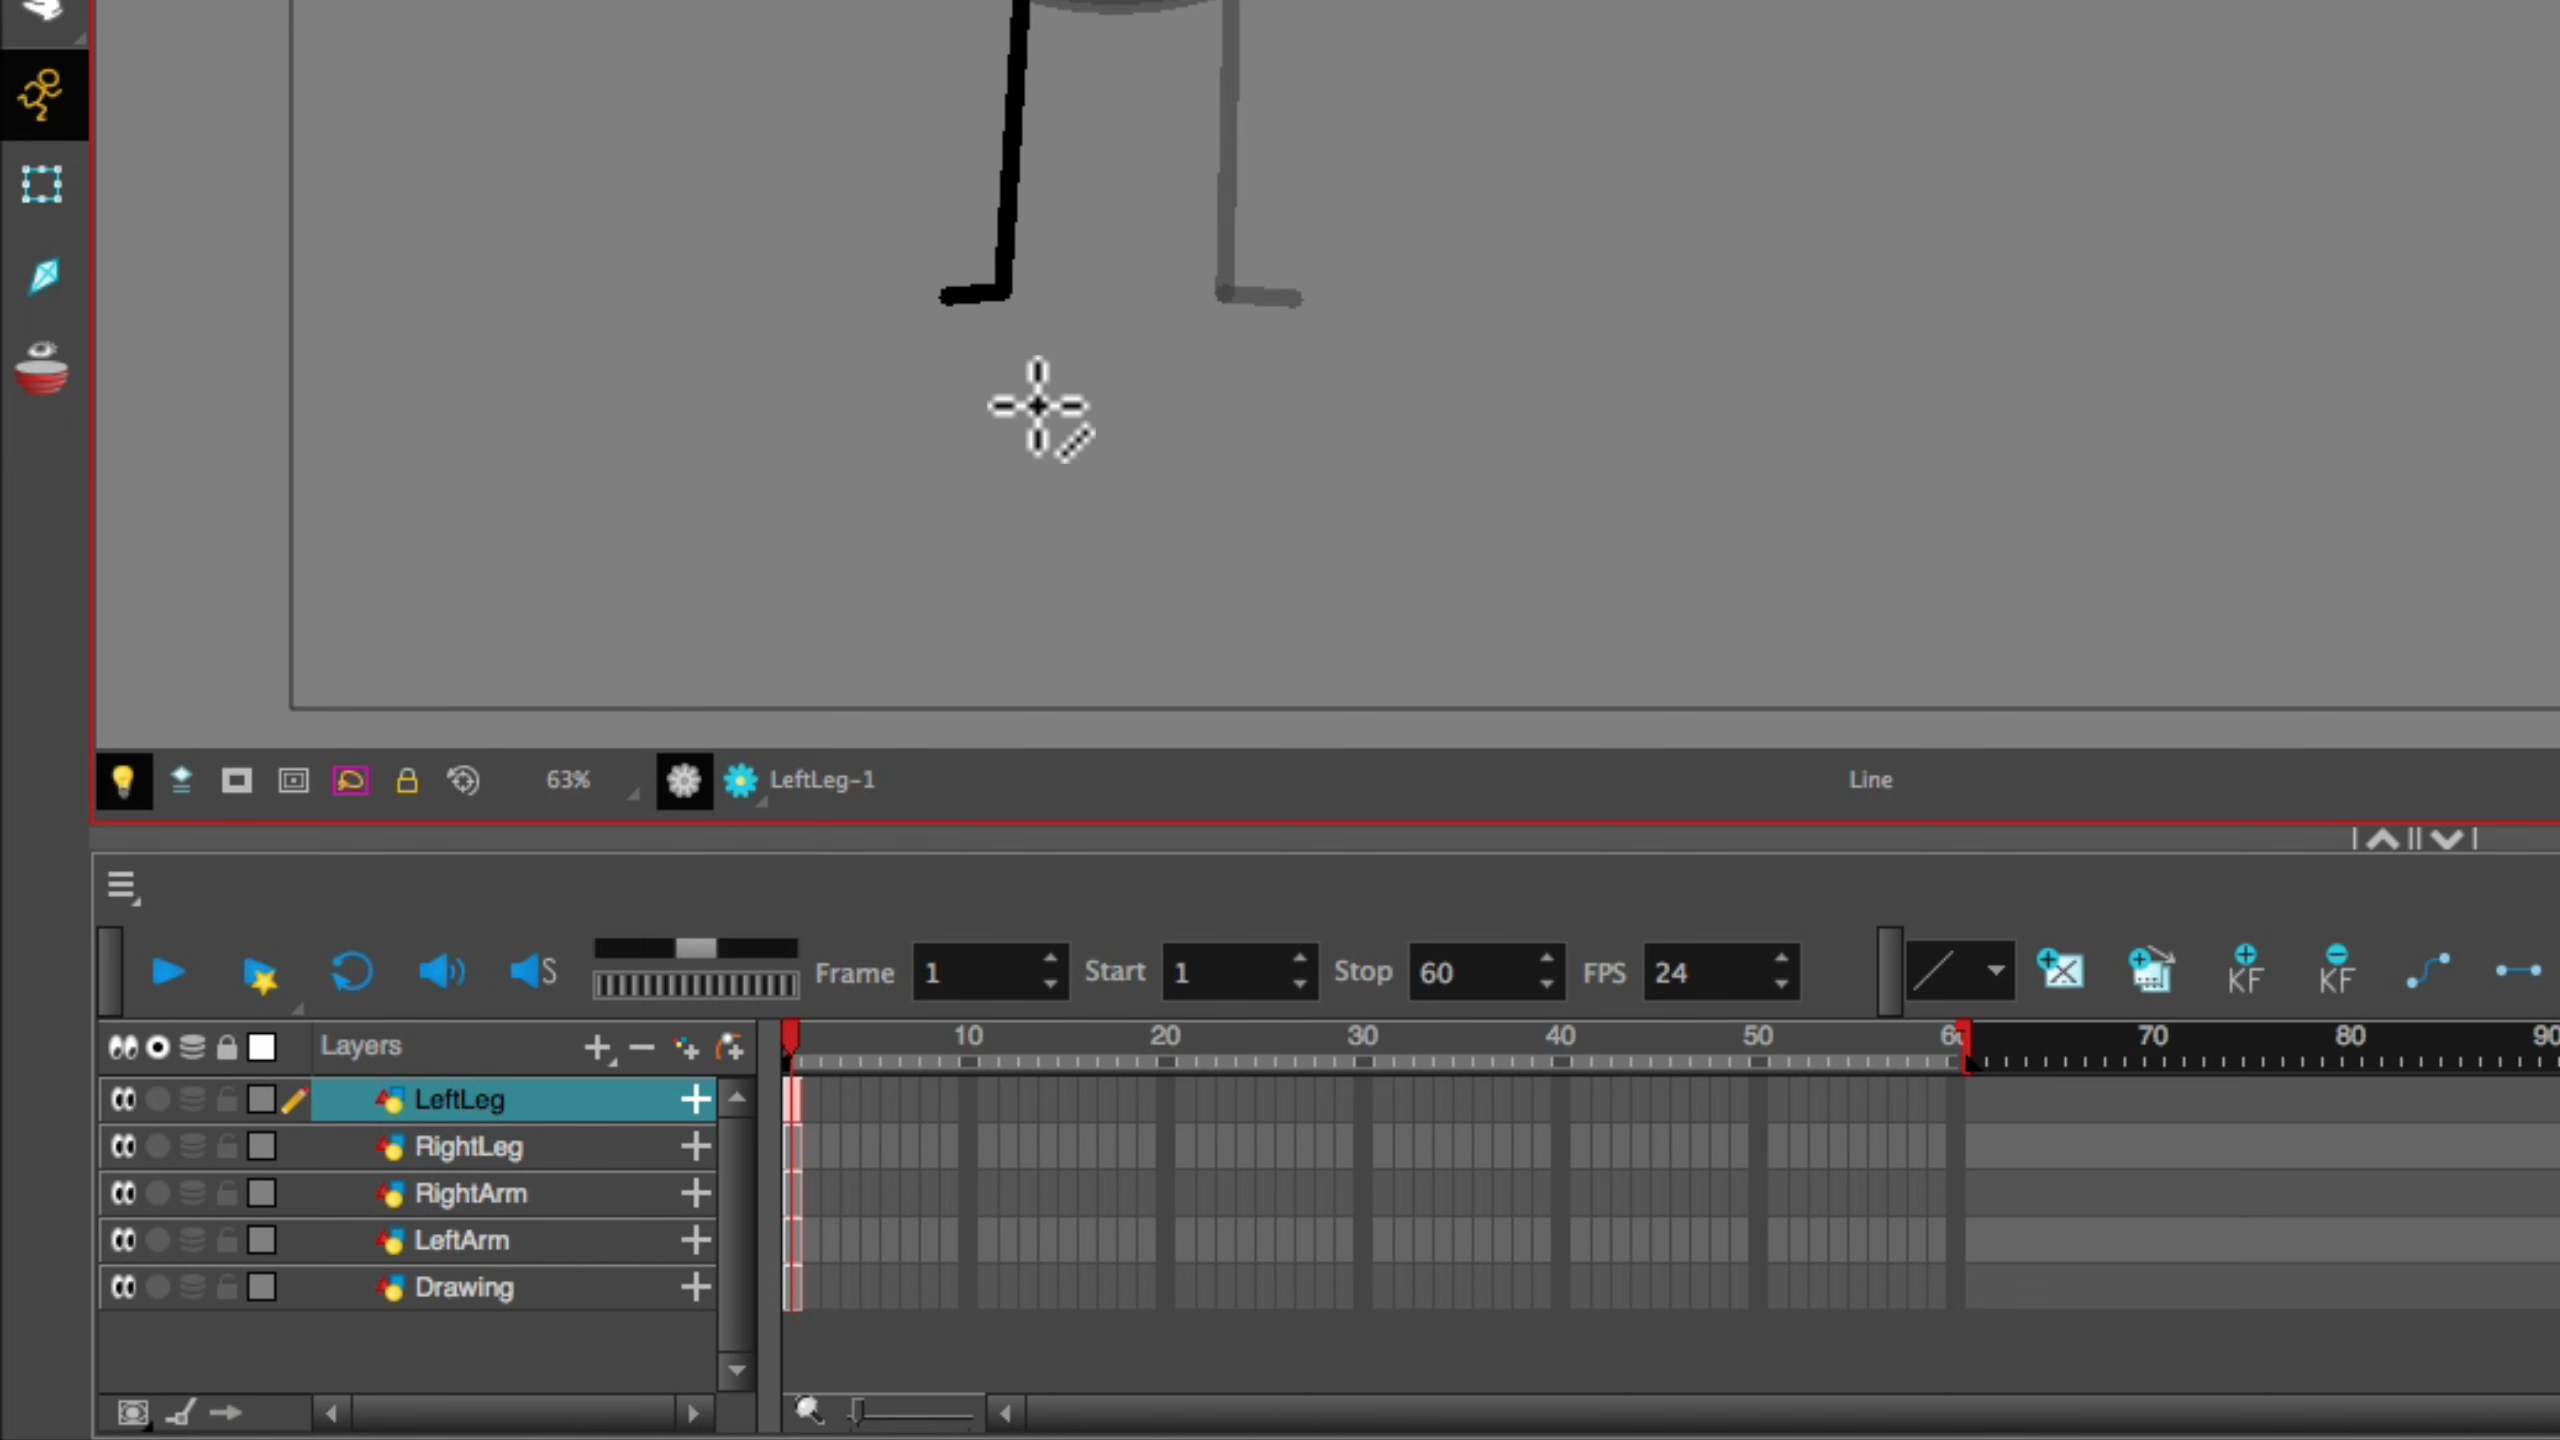 63% LeftLeg-1 Line
S Frame 1 Start 1 Stop 60 FPS 24 KF KF
Layers 10 20 30 40 50 60 70 80 90
LeftLeg
RightLeg
RightArm
LeftArm
Drawing